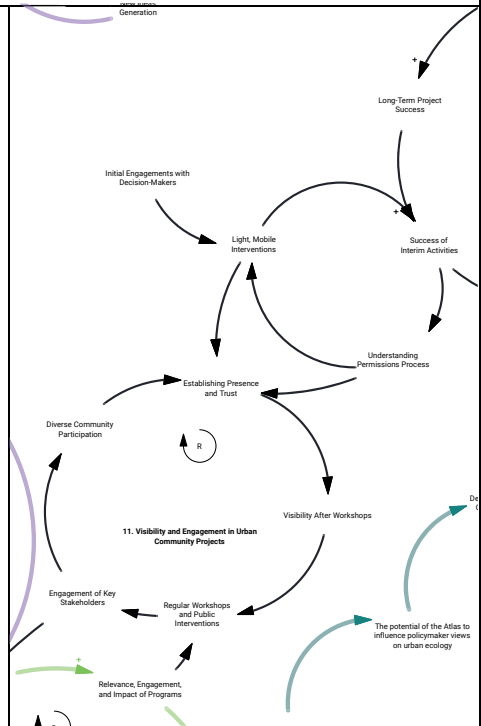 Generation
+
Long-Term Project
Success
Initial Engagements with
Decision-Makers
+
Light, Mobile
Interventions
Success of
Interim Activities
Understanding
Permissions Process
Establishing Presence
and Trust
Diverse Community
Participation
R
Visibility After Workshops
11. Visibility and Engagement in Urban
Community Projects
Engagement of Key
Stakeholders
Regular Workshops
and Public
Interventions
The potential of the Atlas to
influence policymaker views
on urban ecology
+
Relevance, Engagement,
and Impact of Programs